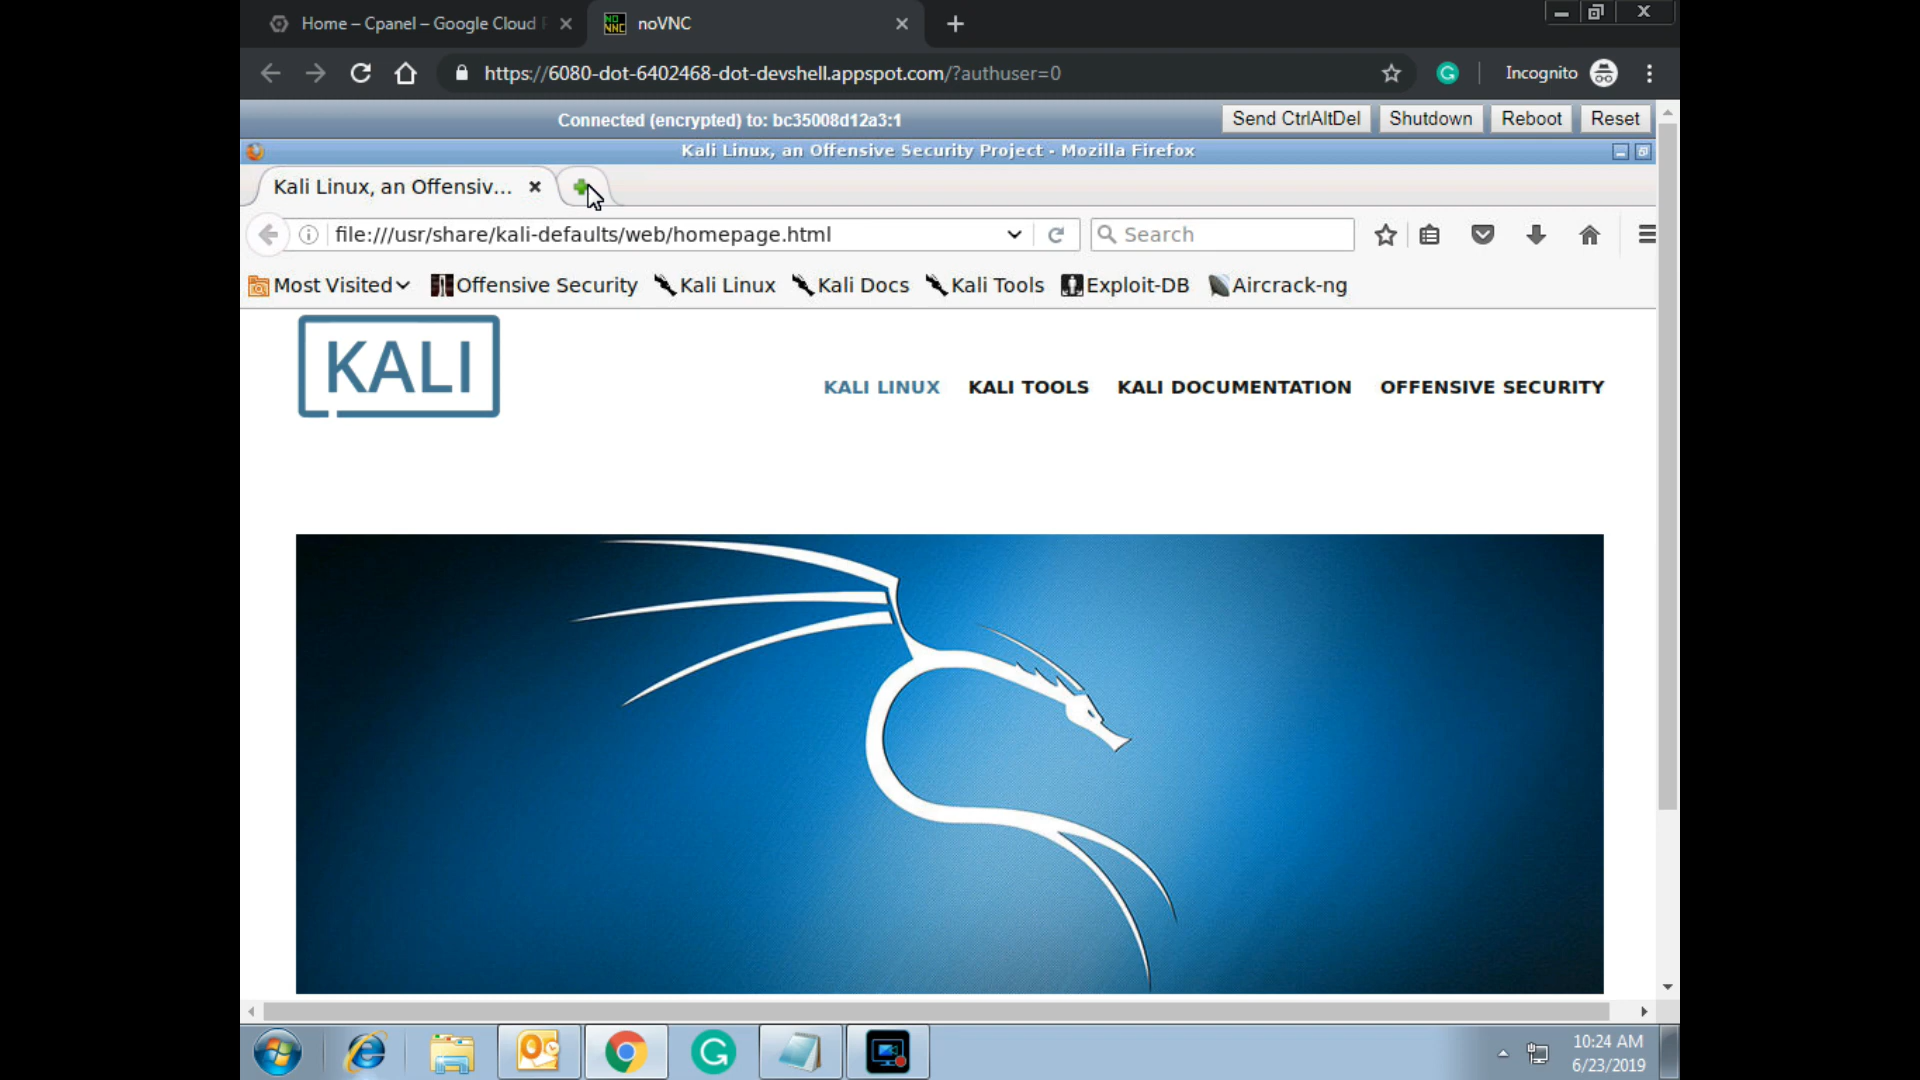 Home – Cpanel – Google Cloud
noVNC
https://6080-dot-6402468-dot-devshell.appspot.com/?authuser=0
Incognito
Connected (encrypted) to: bc35008d12a3:1
Send CtrlAltDel
Shutdown
Reboot
Reset
Kali Linux, an Offensive Security Project - Mozilla Firefox
Kali Linux, an Offensiv...
file:///usr/share/kali-defaults/web/homepage.html
Search
Most Visited
Offensive Security
Kali Linux
Kali Docs
Kali Tools
Exploit-DB
Aircrack-ng
KALI
KALI LINUX
KALI TOOLS
KALI DOCUMENTATION
OFFENSIVE SECURITY
10:24 AM
6/23/2019